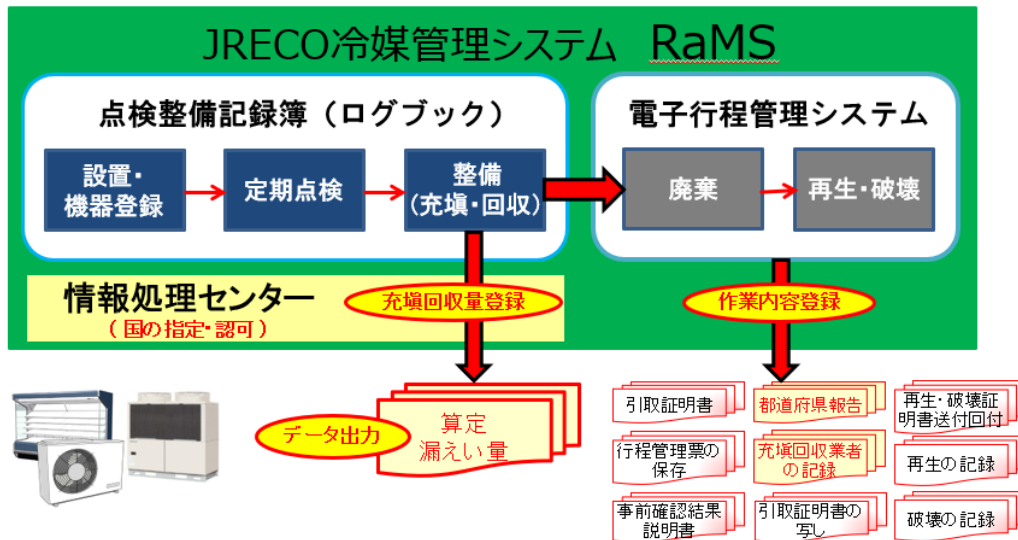 JRECO冷媒管理システム RaMS
点検整備記録簿（ログブック）
設置・
機器登録
定期点検
整備
(充填・回収)
電子行程管理システム
廃棄
再生・破壊
情報処理センター
（国の指定・認可）
充塡回収量登録
作業内容登録
データ出力
算定
漏えい量
引取証明書
都道府県報告
再生・破壊証
明書送付回付
行程管理票の
保存
充塡回収業者
の記録
再生の記録
事前確認結果
説明書
引取証明書の
写し
破壊の記録